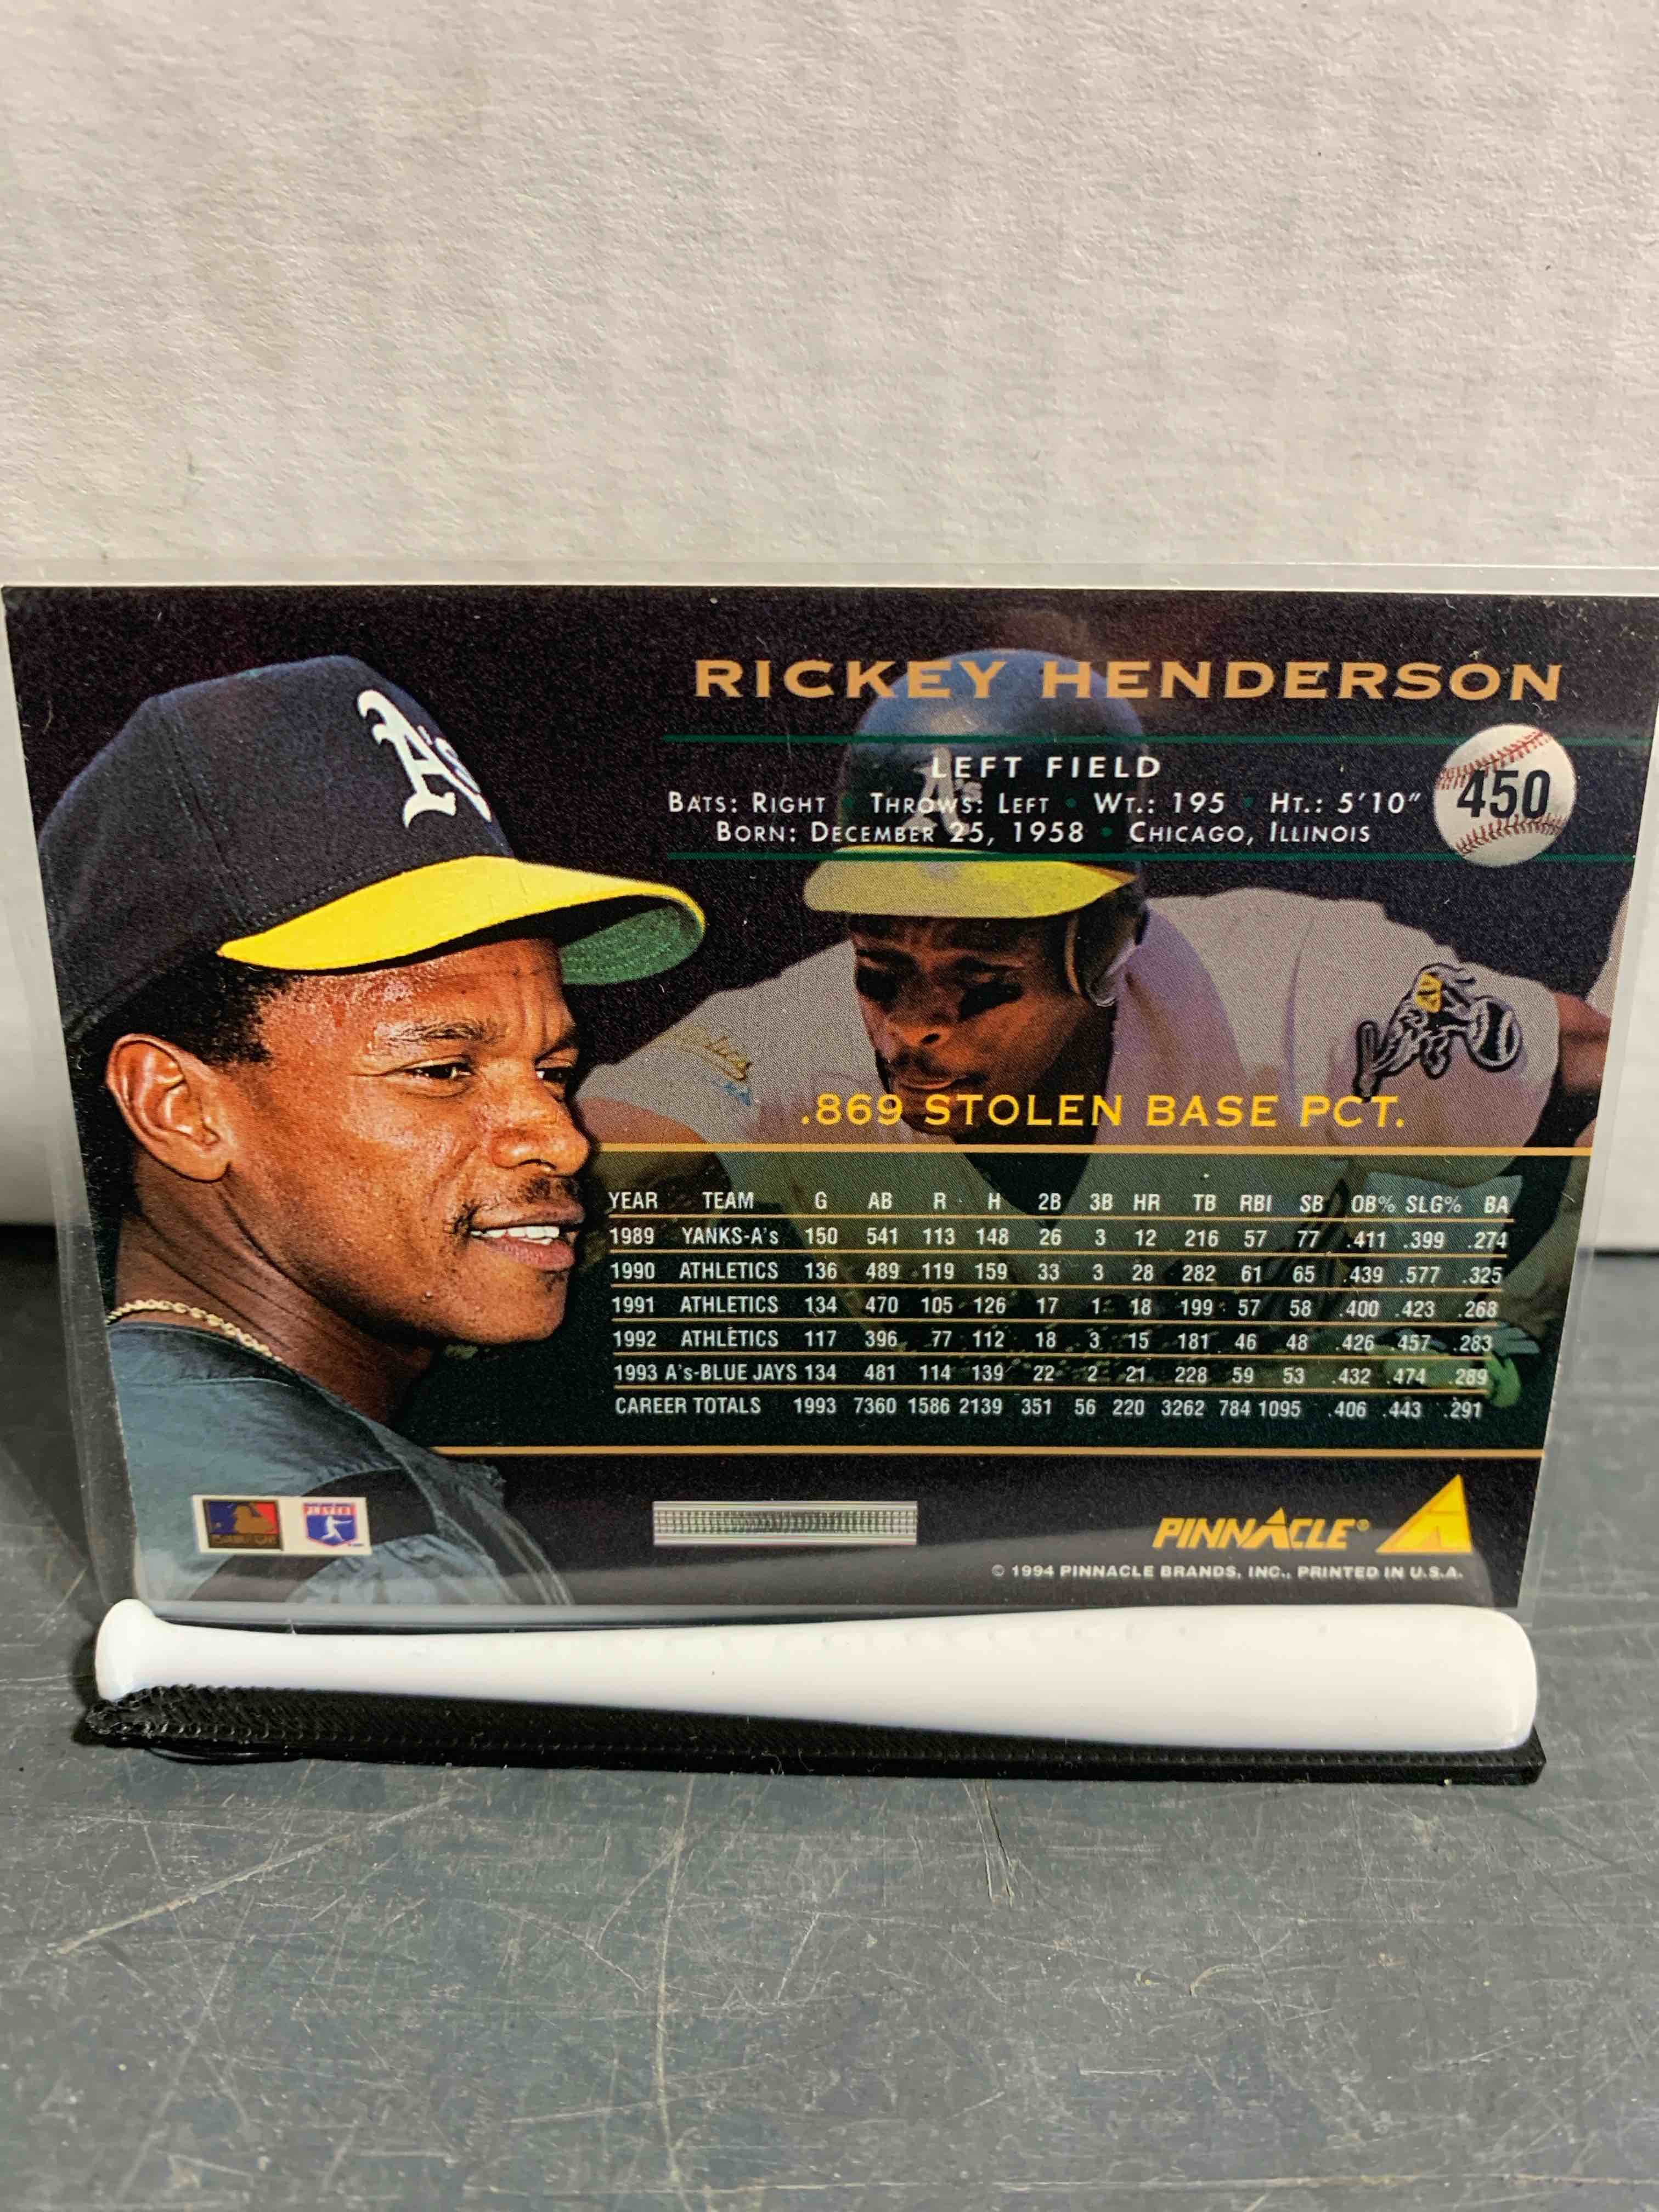 RICKEY HENDERSON
LEFT FIELD
BATS: RIGHT • THROWS: LEFT • WT.: 195 • HT.: 5'10"
BORN: DECEMBER 25, 1958 • CHICAGO, ILLINOIS
450
A's
A's
.869 STOLEN BASE PCT.
YEAR TEAM G AB R H 2B 3B HR TB RBI SB OB% SLG% BA
1989 YANKS-A's 150 541 113 148 26 3 12 216 57 77 .411 .399 .274
1990 ATHLETICS 136 489 119 159 33 3 28 282 61 65 .439 .577 .325
1991 ATHLETICS 134 470 105 126 17 1 18 199 57 58 .400 .423 .268
1992 ATHLETICS 117 396 77 112 18 3 15 181 46 48 .426 .457 .283
1993 A's-BLUE JAYS 134 481 114 139 22 2 21 228 59 53 .432 .474 .289
CAREER TOTALS 1993 7360 1586 2139 351 56 220 3262 784 1095 .406 .443 .291
PLAYERS
PINNACLE®
© 1994 PINNACLE BRANDS, INC., PRINTED IN U.S.A.